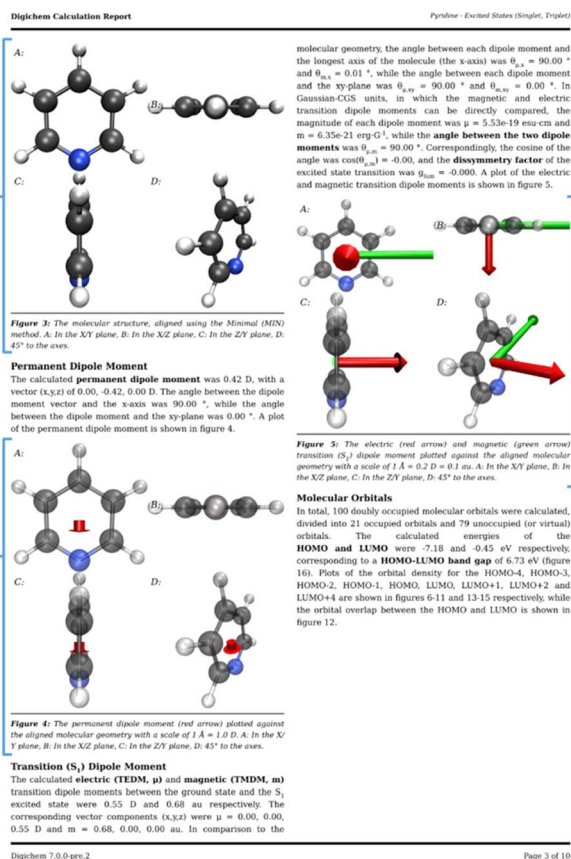 Digichem Calculation Report
Pyridine - Excited States (Singlet, Triplet)
A:
B:
C:
D:
Figure 3: The molecular structure, aligned using the Minimal (MIN)
method. A: In the X/Y plane, B: In the X/Z plane, C: In the Z/Y plane, D:
45° to the axes.
Permanent Dipole Moment
The calculated permanent dipole moment was 0.42 D, with a
vector (x,y,z) of 0.00, -0.42, 0.00 D. The angle between the dipole
moment vector and the x-axis was 90.00 °, while the angle
between the dipole moment and the xy-plane was 0.00 °. A plot
of the permanent dipole moment is shown in figure 4.
A:
B:
C:
D:
Figure 4: The permanent dipole moment (red arrow) plotted against
the aligned molecular geometry with a scale of 1 Å = 1.0 D. A: In the X/
Y plane, B: In the X/Z plane, C: In the Z/Y plane, D: 45° to the axes.
Transition (S₁) Dipole Moment
The calculated electric (TEDM, μ) and magnetic (TMDM, m)
transition dipole moments between the ground state and the S₁
excited state were 0.55 D and 0.68 au respectively. The
corresponding vector components (x,y,z) were μ = 0.00, 0.00,
0.55 D and m = 0.68, 0.00, 0.00 au. In comparison to the
molecular geometry, the angle between each dipole moment and
the longest axis of the molecule (the x-axis) was θμ,x = 90.00 °
and θm,x = 0.01 °, while the angle between each dipole moment
and the xy-plane was θμ,xy = 90.00 ° and θm,xy = 0.00 °. In
Gaussian-CGS units, in which the magnetic and electric
transition dipole moments can be directly compared, the
magnitude of each dipole moment was μ = 5.53e-19 esu·cm and
m = 6.35e-21 erg·G⁻¹, while the angle between the two dipole
moments was θμ,m = 90.00 °. Correspondingly, the cosine of the
angle was cos(θμ,m) = -0.00, and the dissymmetry factor of the
excited state transition was glum = -0.000. A plot of the electric
and magnetic transition dipole moments is shown in figure 5.
A:
(B:
C:
D:
Figure 5: The electric (red arrow) and magnetic (green arrow)
transition (S₁) dipole moment plotted against the aligned molecular
geometry with a scale of 1 Å = 0.2 D = 0.1 au. A: In the X/Y plane, B: In
the X/Z plane, C: In the Z/Y plane, D: 45° to the axes.
Molecular Orbitals
In total, 100 doubly occupied molecular orbitals were calculated,
divided into 21 occupied orbitals and 79 unoccupied (or virtual)
orbitals. The calculated energies of the
HOMO and LUMO were -7.18 and -0.45 eV respectively,
corresponding to a HOMO-LUMO band gap of 6.73 eV (figure
16). Plots of the orbital density for the HOMO-4, HOMO-3,
HOMO-2, HOMO-1, HOMO, LUMO, LUMO+1, LUMO+2 and
LUMO+4 are shown in figures 6-11 and 13-15 respectively, while
the orbital overlap between the HOMO and LUMO is shown in
figure 12.
Digichem 7.0.0-pre.2
Page 3 of 10